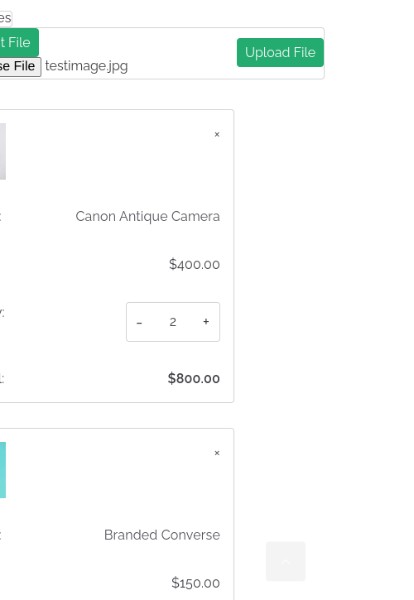 es
t File
se File testimage.jpg
Upload File
×
: Canon Antique Camera
$400.00
y:
- 2 +
l: $800.00
×
: Branded Converse
$150.00